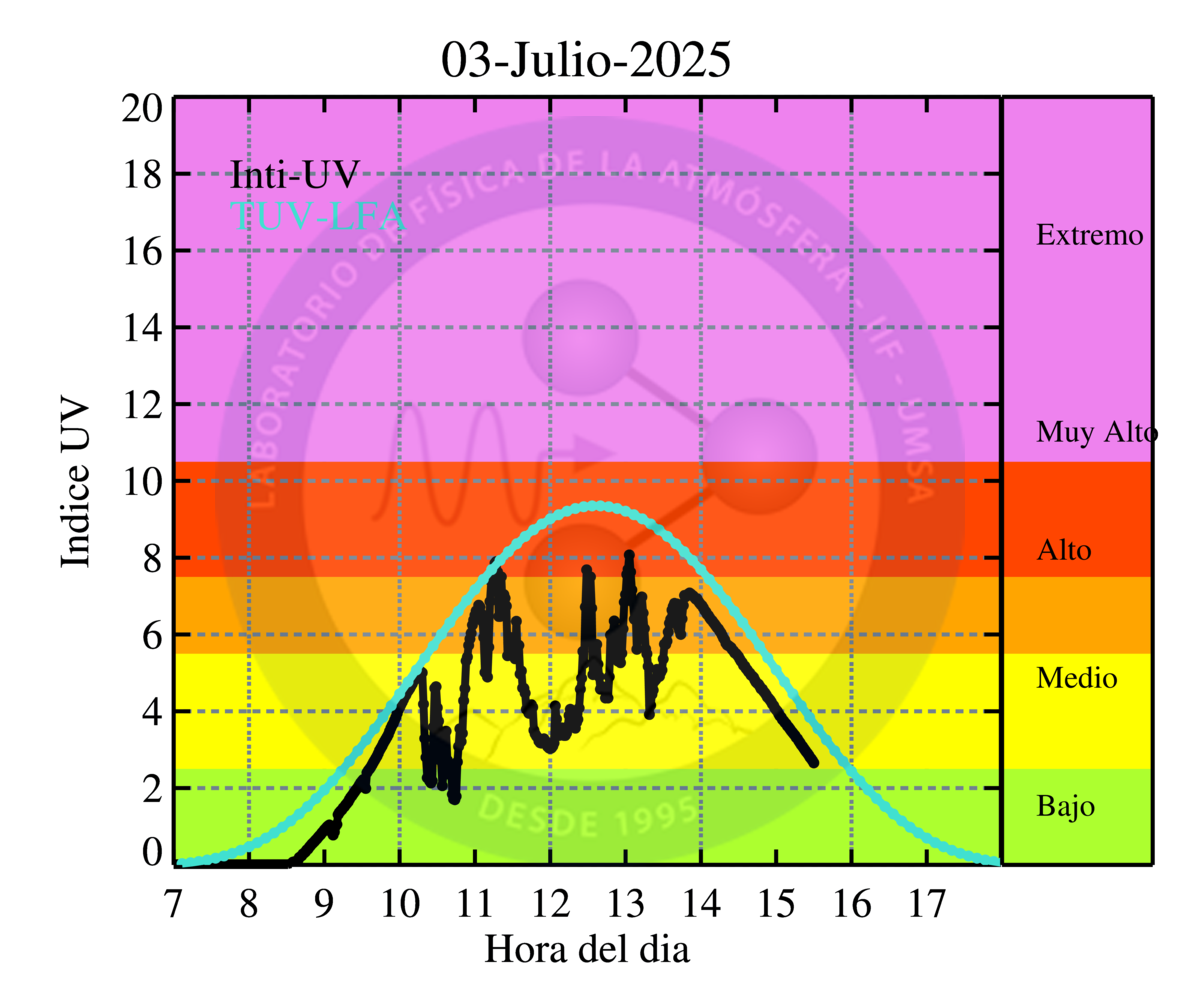 03-Julio-2025
20
18
16
14
12
10
8
6
4
2
0
Indice UV
Inti-UV
TUV-LFA
LABORATORIO DE FÍSICA DE LA ATMÓSFERA - IIF - UMSA
DESDE 1995
Extremo
Muy Alto
Alto
Medio
Bajo
7 8 9 10 11 12 13 14 15 16 17
Hora del dia